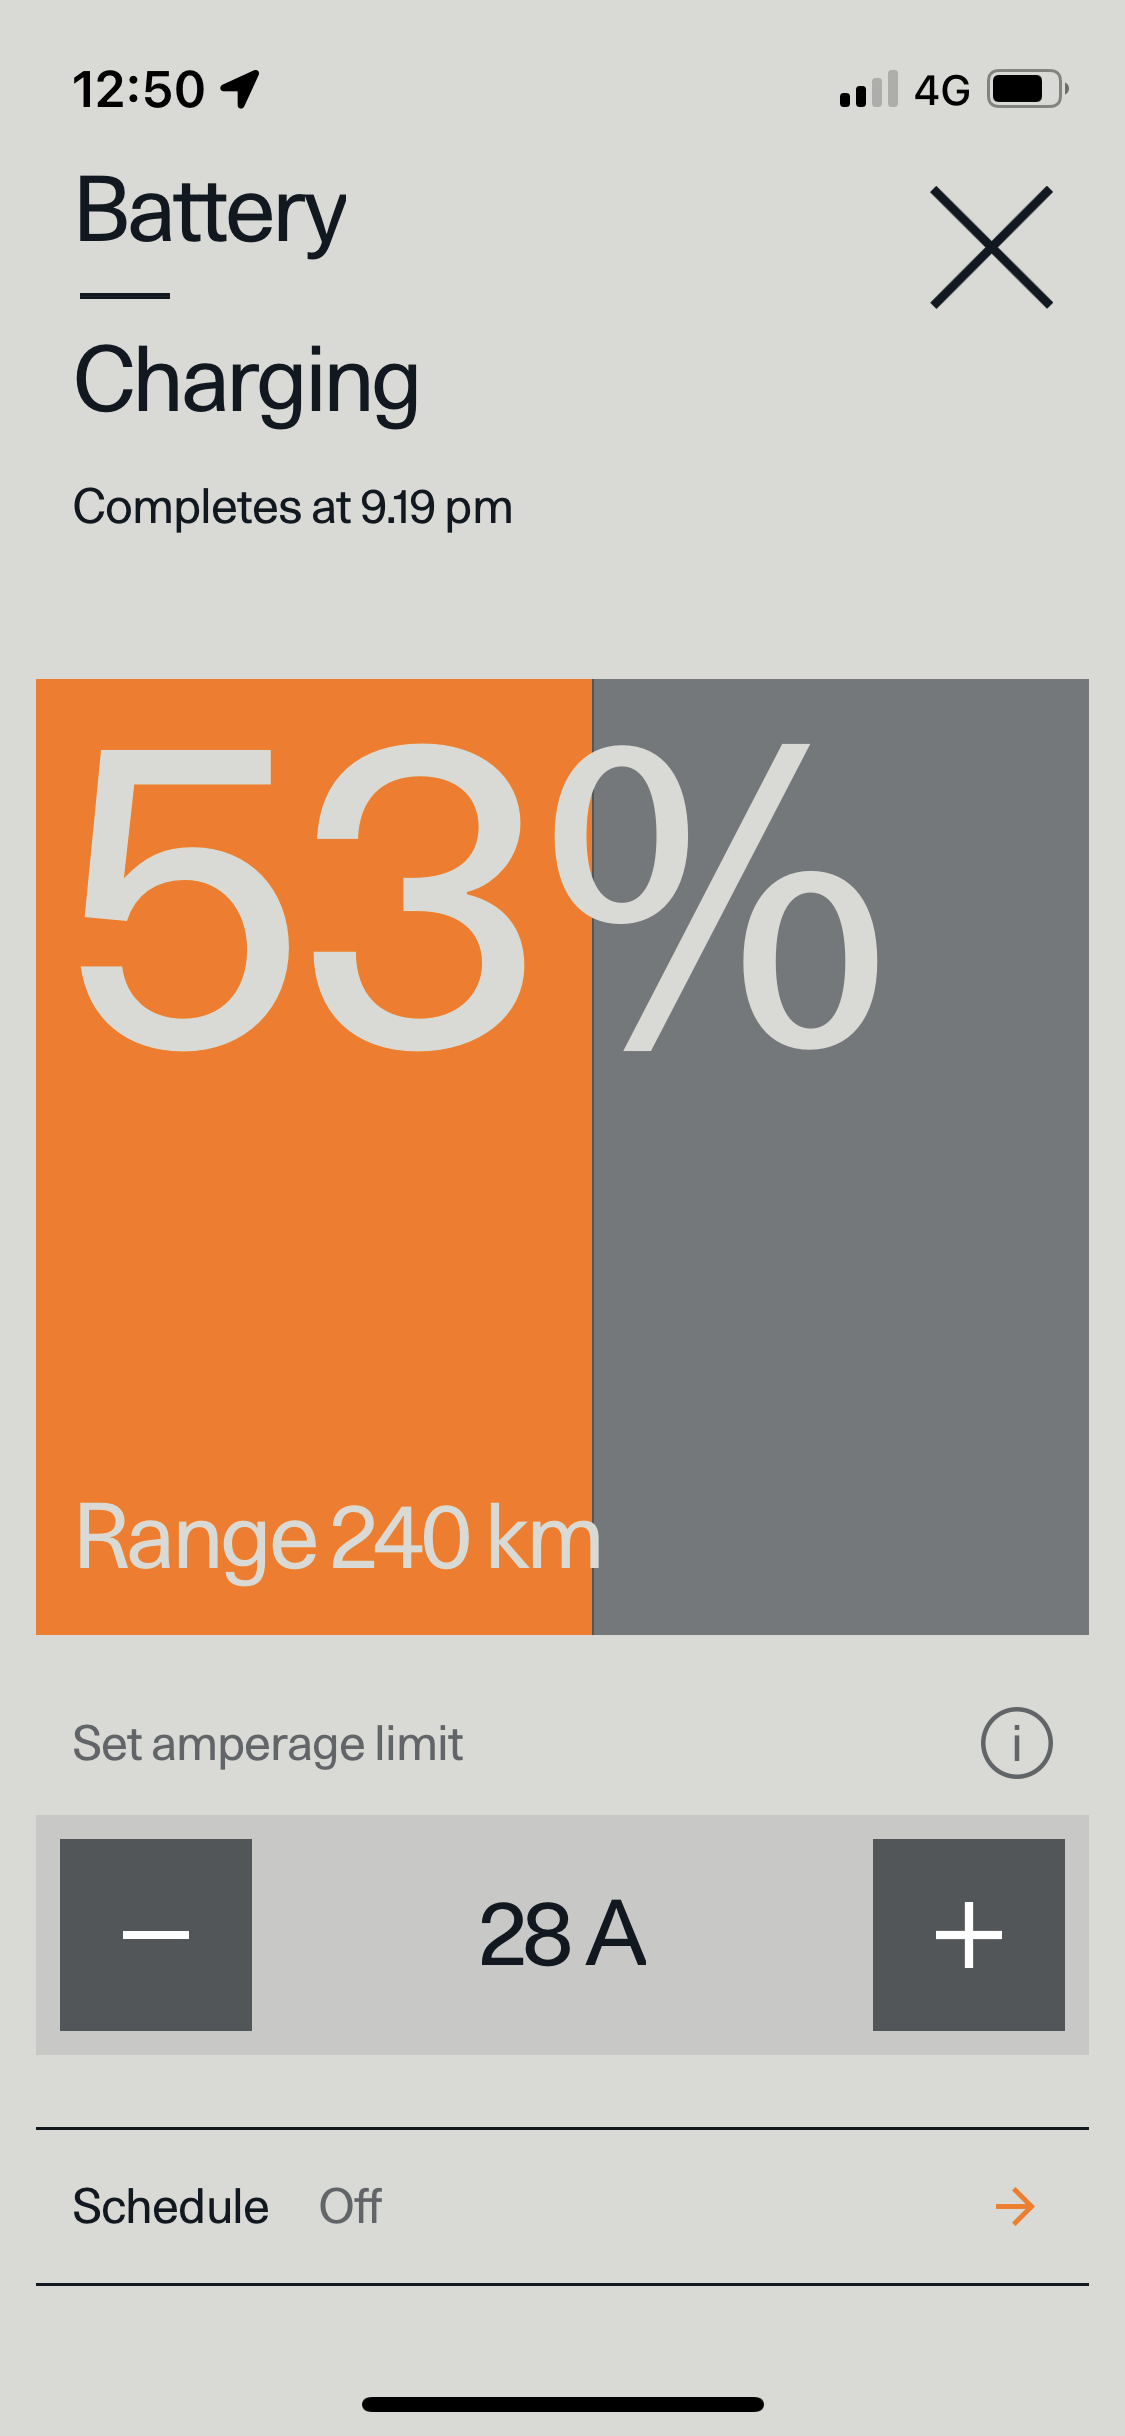 12:50 4G
Battery
Charging
Completes at 9.19 pm
53%
Range 240 km
Set amperage limit i
28 A
Schedule Off